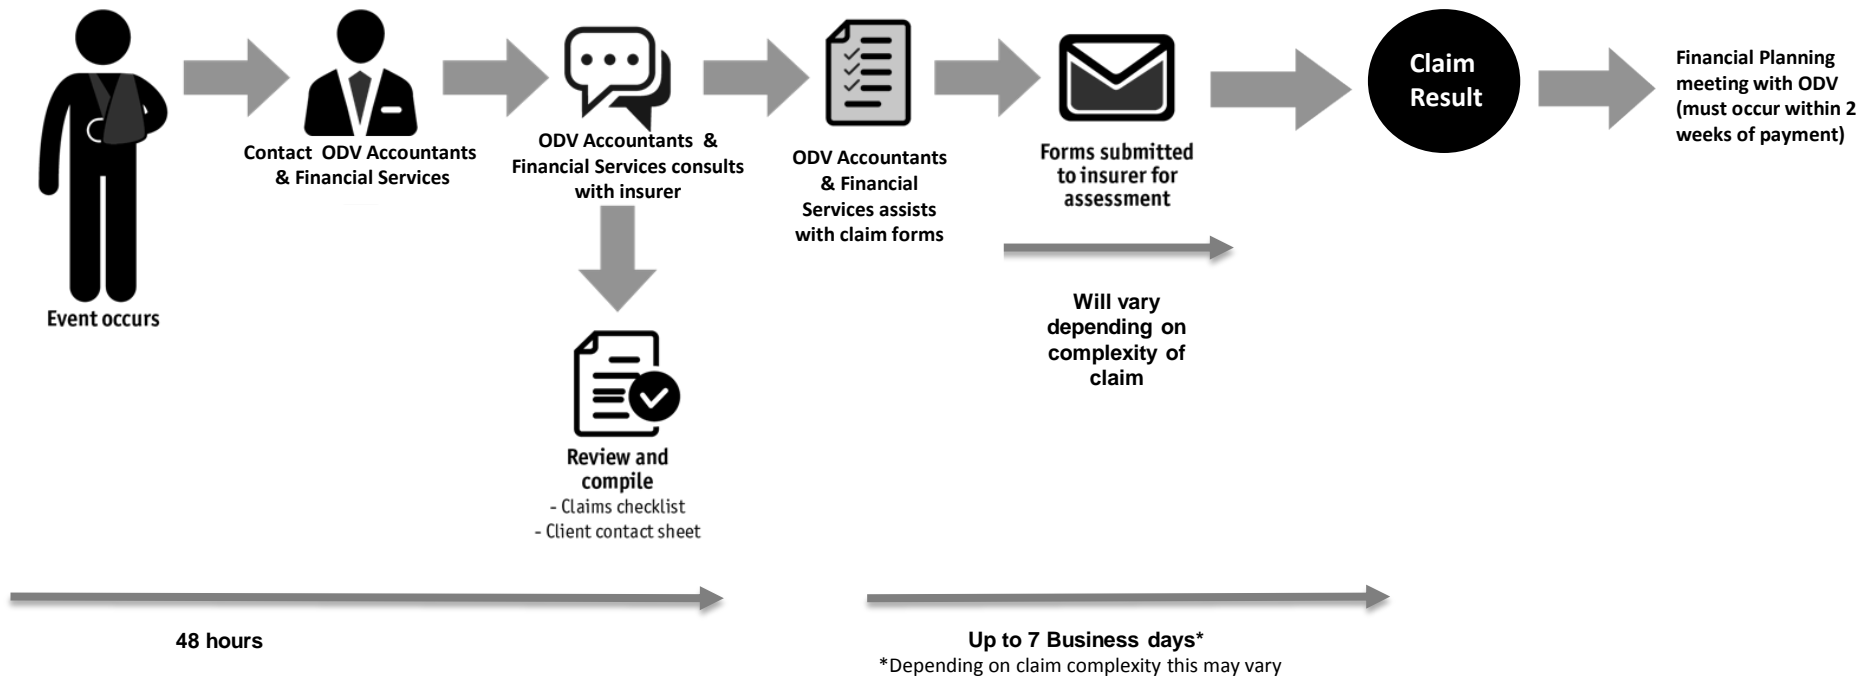 Event occurs
Contact ODV Accountants
& Financial Services
ODV Accountants &
Financial Services consults
with insurer
Review and
compile
- Claims checklist
- Client contact sheet
ODV Accountants
& Financial
Services assists
with claim forms
Forms submitted
to insurer for
assessment
Will vary
depending on
complexity of
claim
Claim
Result
Financial Planning
meeting with ODV
(must occur within 2
weeks of payment)
48 hours
Up to 7 Business days*
*Depending on claim complexity this may vary